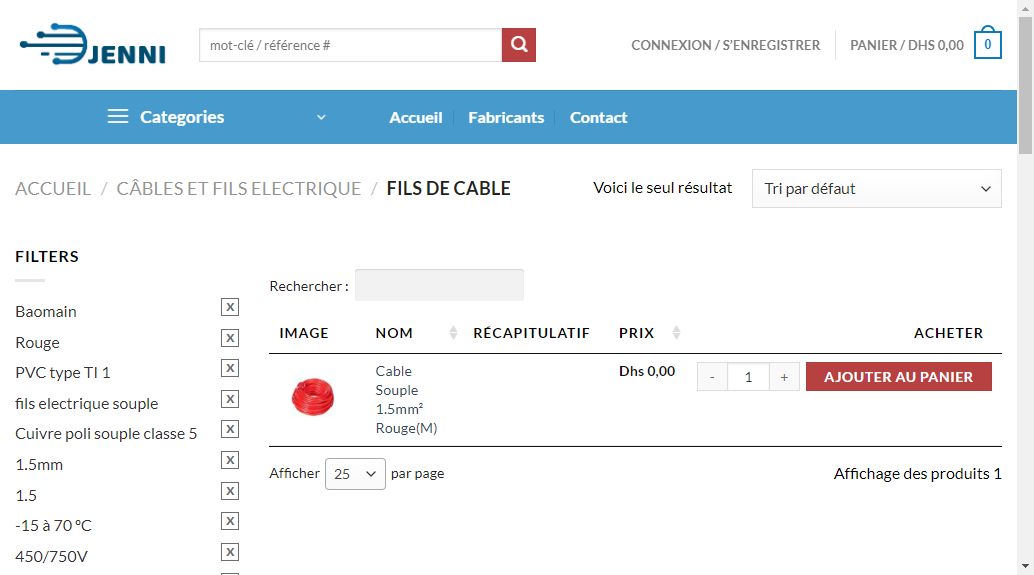 JENNI
mot-clé / référence #
CONNEXION / S'ENREGISTRER
PANIER / DHS 0,00
0
Categories
Accueil
Fabricants
Contact
ACCUEIL / CÂBLES ET FILS ELECTRIQUE / FILS DE CABLE
Voici le seul résultat
Tri par défaut
FILTERS
Baomain X
Rouge X
PVC type TI 1 X
fils electrique souple X
Cuivre poli souple classe 5 X
1.5mm X
1.5 X
-15 à 70 °C X
450/750V X
Rechercher :
IMAGE NOM RÉCAPITULATIF PRIX ACHETER
Cable
Souple
1.5mm²
Rouge(M)
Dhs 0,00
- 1 +
AJOUTER AU PANIER
Afficher 25 par page
Affichage des produits 1